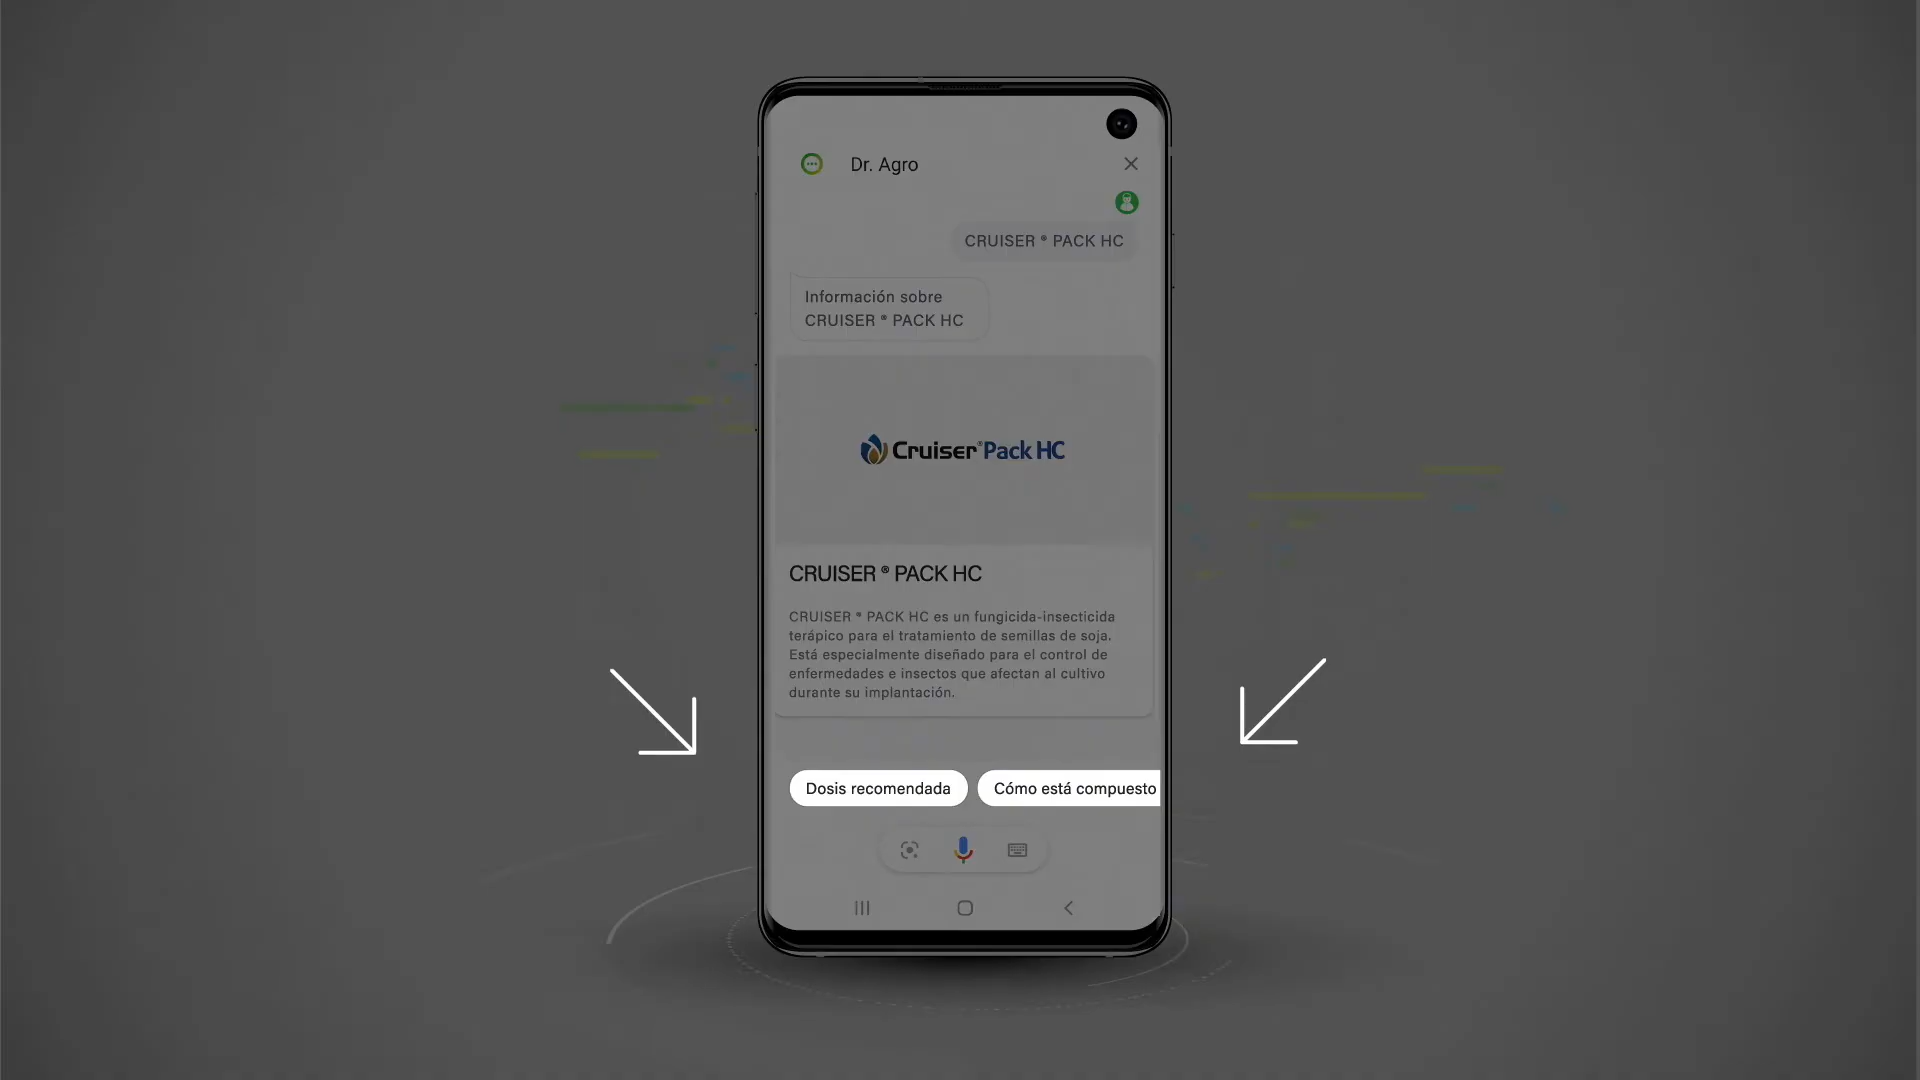 Dr. Agro
CRUISER ® PACK HC
Información sobre
CRUISER ® PACK HC
Cruiser® Pack HC
CRUISER ® PACK HC
CRUISER ® PACK HC es un fungicida-insecticida
terápico para el tratamiento de semillas de soja.
Está especialmente diseñado para el control de
enfermedades e insectos que afectan al cultivo
durante su implantación.
Dosis recomendada
Cómo está compuesto